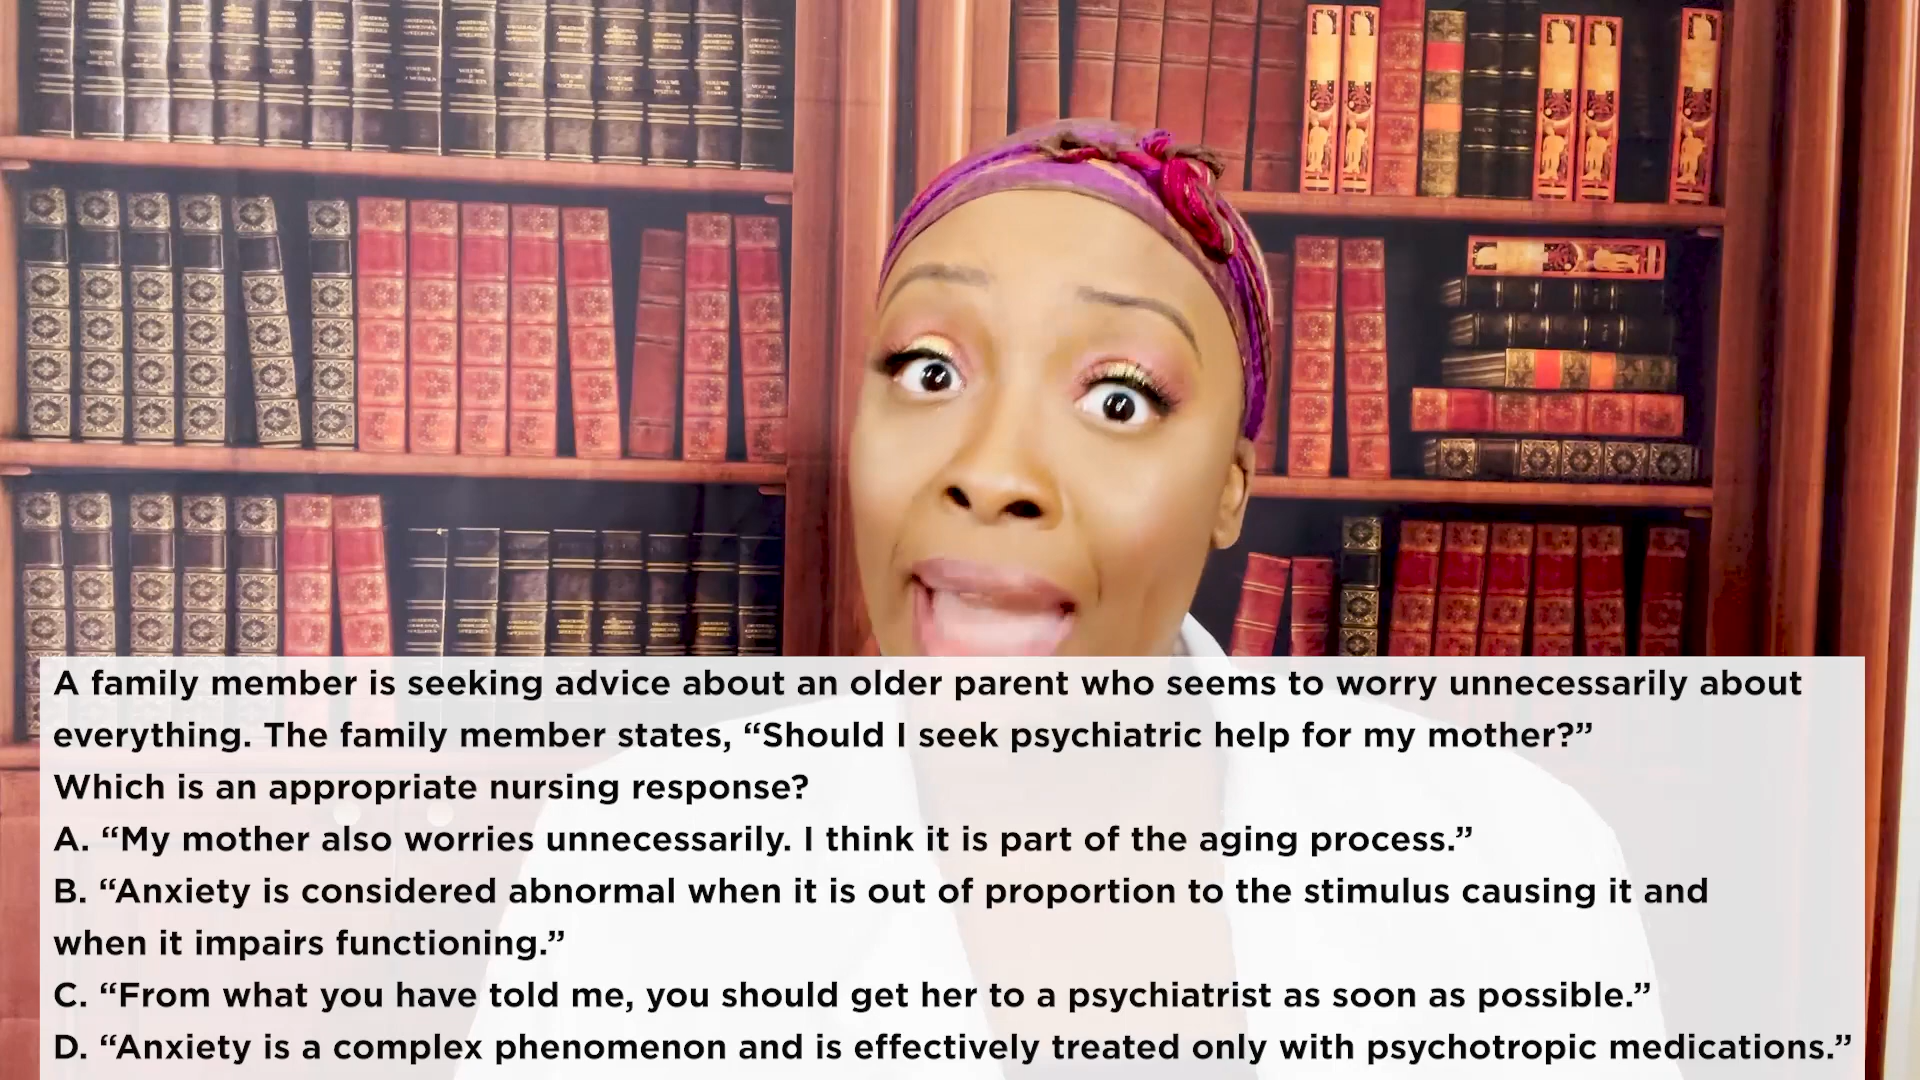 A family member is seeking advice about an older parent who seems to worry unnecessarily about
everything. The family member states, “Should I seek psychiatric help for my mother?”
Which is an appropriate nursing response?
A. “My mother also worries unnecessarily. I think it is part of the aging process.”
B. “Anxiety is considered abnormal when it is out of proportion to the stimulus causing it and
when it impairs functioning.”
C. “From what you have told me, you should get her to a psychiatrist as soon as possible.”
D. “Anxiety is a complex phenomenon and is effectively treated only with psychotropic medications.”